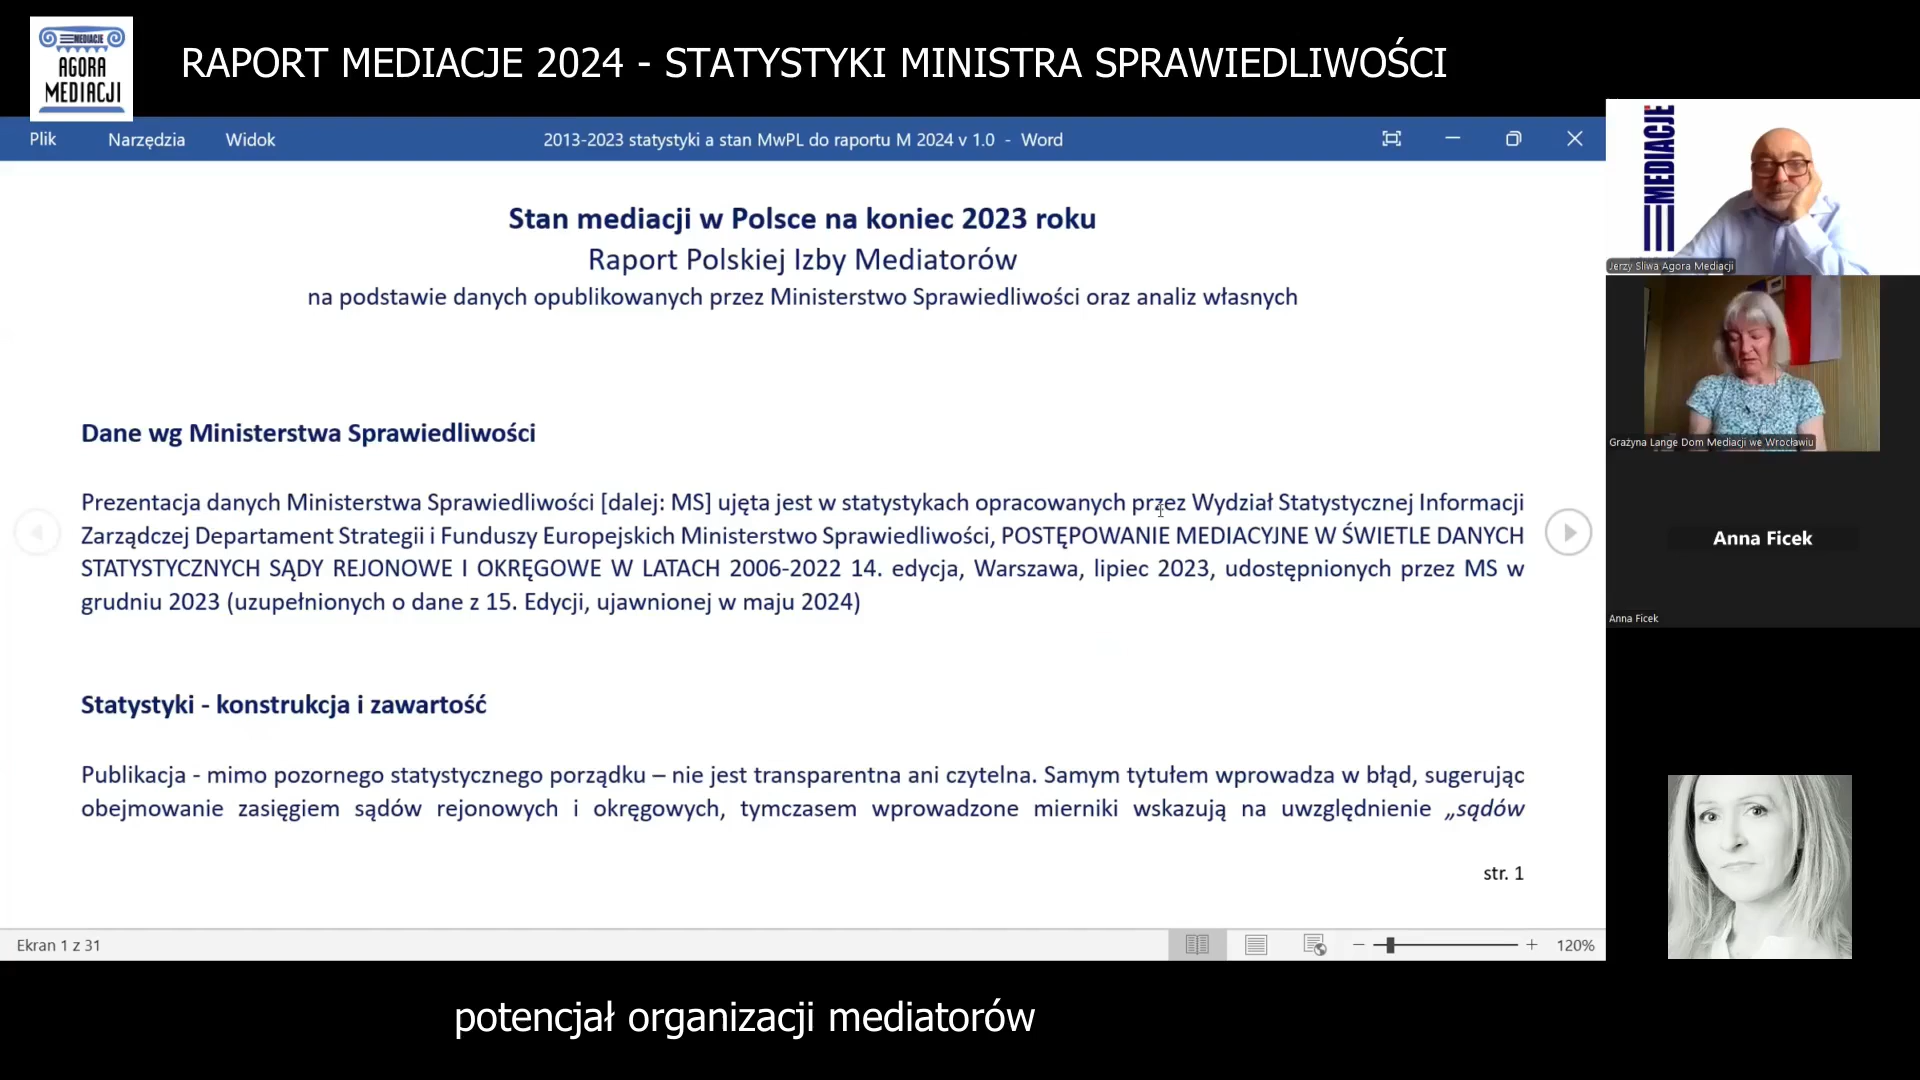 MEDIACJE
AGORA
MEDIACJI
RAPORT MEDIACJE 2024 - STATYSTYKI MINISTRA SPRAWIEDLIWOŚCI
Plik Narzędzia Widok 2013-2023 statystyki a stan MwPL do raportu M 2024 v 1.0 - Word
Stan mediacji w Polsce na koniec 2023 roku
Raport Polskiej Izby Mediatorów
na podstawie danych opublikowanych przez Ministerstwo Sprawiedliwości oraz analiz własnych
Dane wg Ministerstwa Sprawiedliwości
Prezentacja danych Ministerstwa Sprawiedliwości [dalej: MS] ujęta jest w statystykach opracowanych przez Wydział Statystycznej Informacji
Zarządczej Departament Strategii i Funduszy Europejskich Ministerstwo Sprawiedliwości, POSTĘPOWANIE MEDIACYJNE W ŚWIETLE DANYCH
STATYSTYCZNYCH SĄDY REJONOWE I OKRĘGOWE W LATACH 2006-2022 14. edycja, Warszawa, lipiec 2023, udostępnionych przez MS w
grudniu 2023 (uzupełnionych o dane z 15. Edycji, ujawnionej w maju 2024)
Statystyki - konstrukcja i zawartość
Publikacja - mimo pozornego statystycznego porządku – nie jest transparentna ani czytelna. Samym tytułem wprowadza w błąd, sugerując
obejmowanie zasięgiem sądów rejonowych i okręgowych, tymczasem wprowadzone mierniki wskazują na uwzględnienie „sądów
str. 1
Ekran 1 z 31
120%
MEDIACJE
Jerzy Śliwa Agora Mediacji
Grażyna Lange Dom Mediacji we Wrocławiu
Anna Ficek
Anna Ficek
potencjał organizacji mediatorów